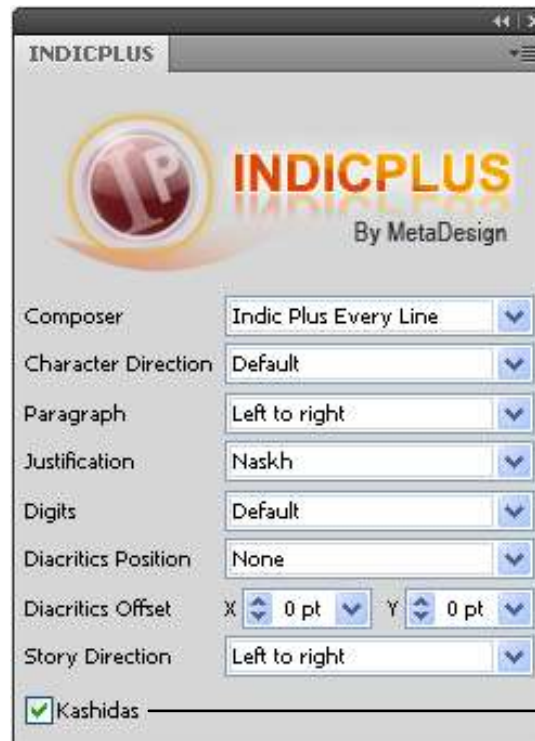 INDICPLUS
IP
INDICPLUS
By MetaDesign
Composer Indic Plus Every Line
Character Direction Default
Paragraph Left to right
Justification Naskh
Digits Default
Diacritics Position None
Diacritics Offset X 0 pt Y 0 pt
Story Direction Left to right
Kashidas